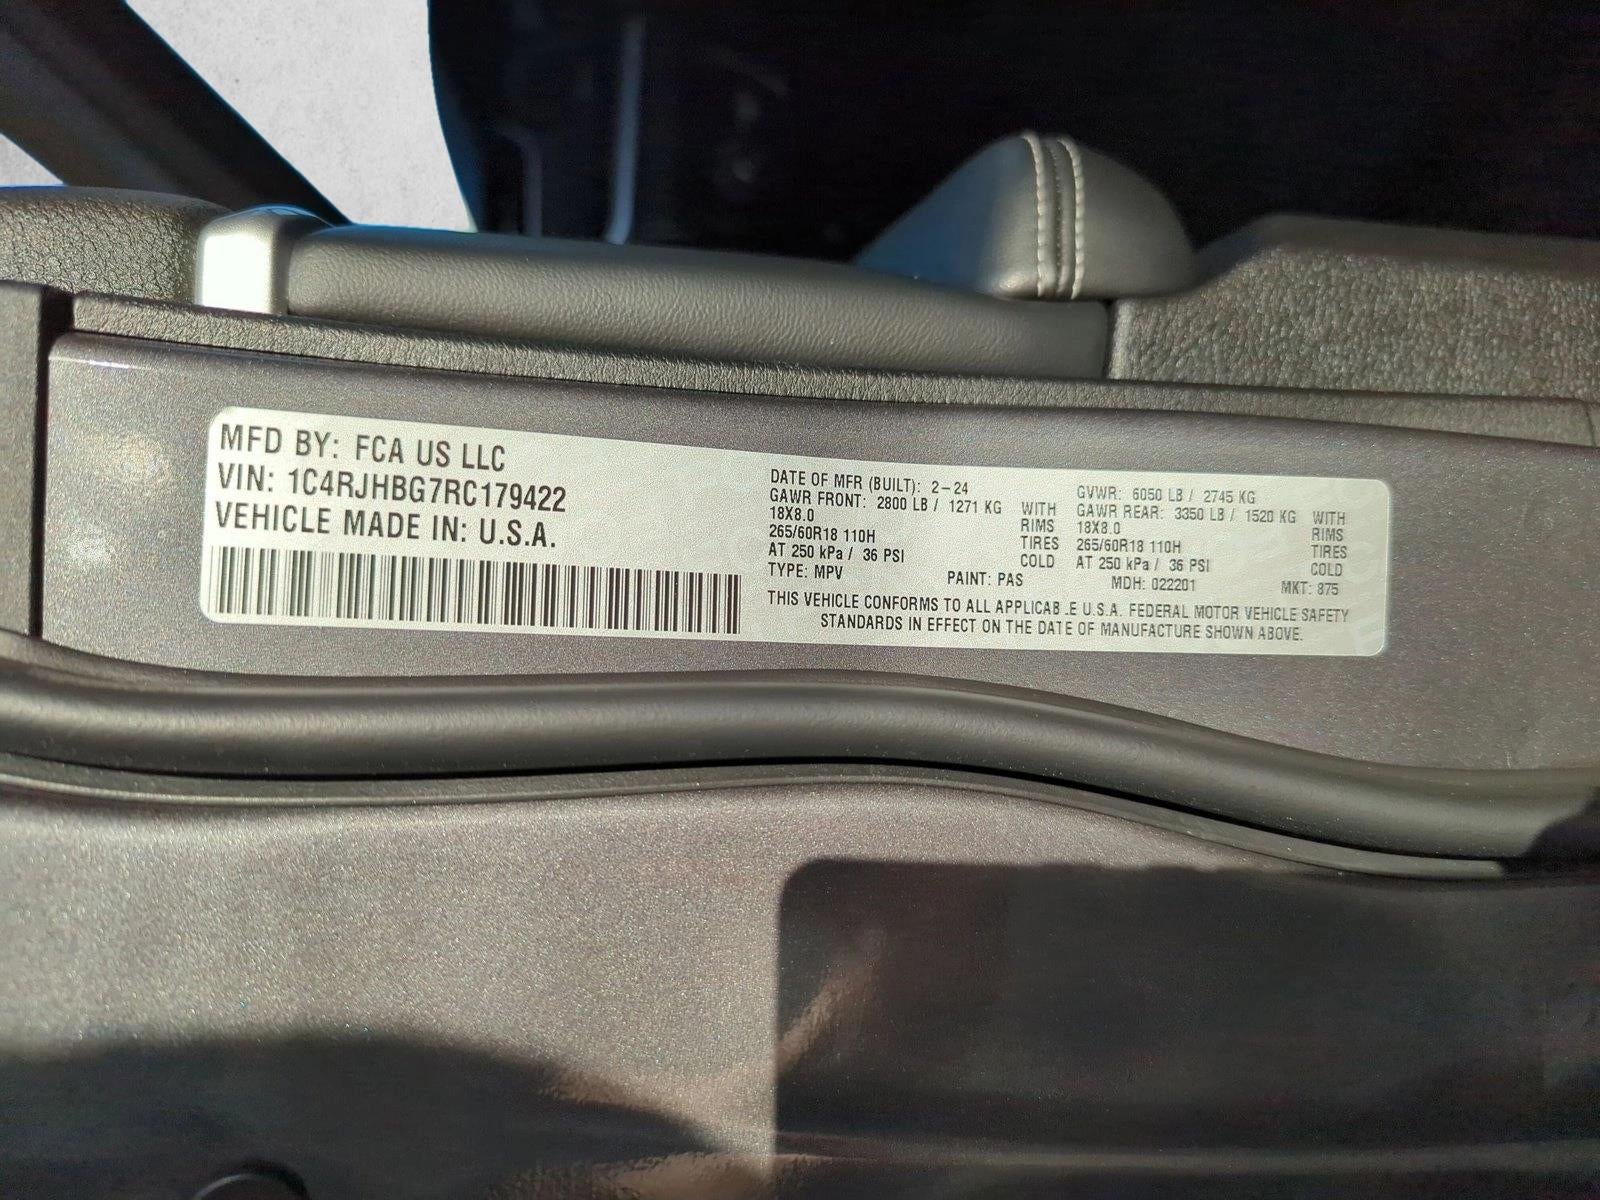 MFD BY: FCA US LLC
VIN: 1C4RJHBG7RC179422
VEHICLE MADE IN: U.S.A.
DATE OF MFR (BUILT): 2-24 GVWR: 6050 LB / 2745 KG
GAWR FRONT: 2800 LB / 1271 KG WITH GAWR REAR: 3350 LB / 1520 KG WITH
18X8.0 RIMS 18X8.0 RIMS
265/60R18 110H TIRES 265/60R18 110H TIRES
AT 250 kPa / 36 PSI COLD AT 250 kPa / 36 PSI COLD
TYPE: MPV PAINT: PAS MDH: 022201 MKT: 875
THIS VEHICLE CONFORMS TO ALL APPLICAB.E U.S.A. FEDERAL MOTOR VEHICLE SAFETY
STANDARDS IN EFFECT ON THE DATE OF MANUFACTURE SHOWN ABOVE.